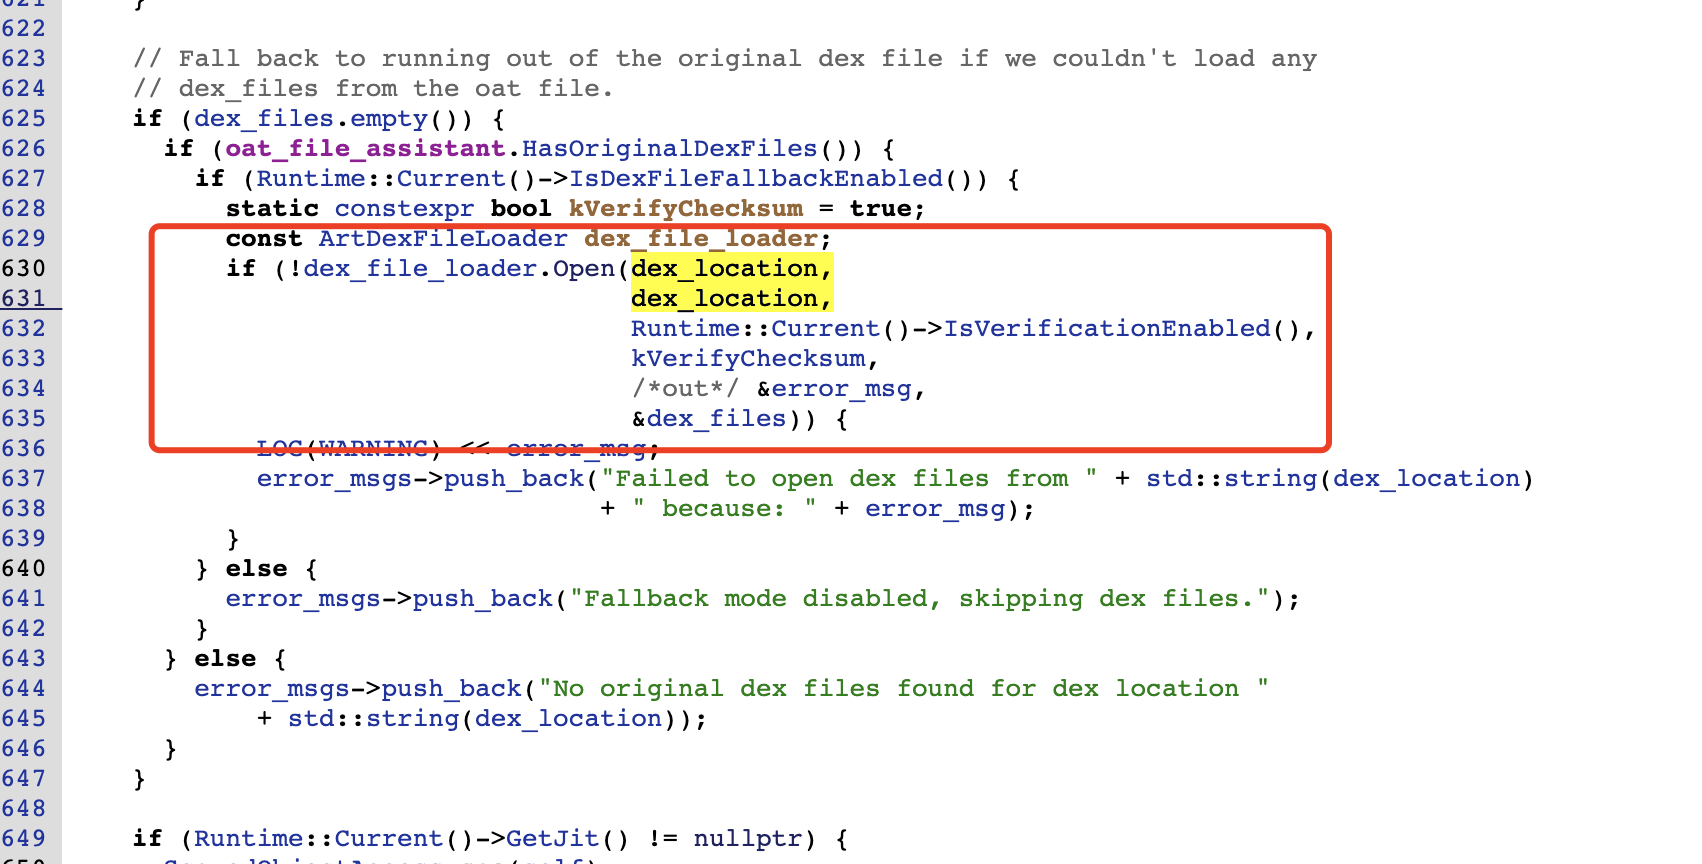 621     }
622
623     // Fall back to running out of the original dex file if we couldn't load any
624     // dex_files from the oat file.
625     if (dex_files.empty()) {
626       if (oat_file_assistant.HasOriginalDexFiles()) {
627         if (Runtime::Current()->IsDexFileFallbackEnabled()) {
628           static constexpr bool kVerifyChecksum = true;
629           const ArtDexFileLoader dex_file_loader;
630           if (!dex_file_loader.Open(dex_location,
631                                     dex_location,
632                                     Runtime::Current()->IsVerificationEnabled(),
633                                     kVerifyChecksum,
634                                     /*out*/ &error_msg,
635                                     &dex_files)) {
636             LOG(WARNING) << error_msg;
637             error_msgs->push_back("Failed to open dex files from " + std::string(dex_location)
638                                   + " because: " + error_msg);
639           }
640         } else {
641           error_msgs->push_back("Fallback mode disabled, skipping dex files.");
642         }
643       } else {
644         error_msgs->push_back("No original dex files found for dex location "
645             + std::string(dex_location));
646       }
647     }
648
649     if (Runtime::Current()->GetJit() != nullptr) {
650